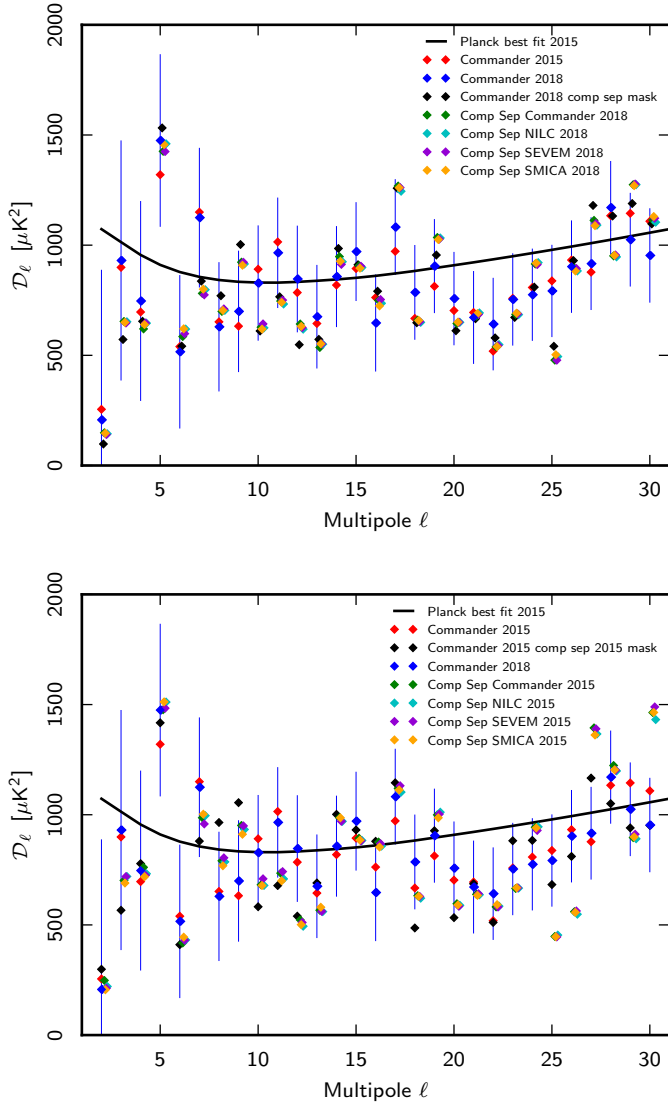 2000
1500
1000
500
0
𝒟ℓ [μK²]
Planck best fit 2015
Commander 2015
Commander 2018
Commander 2018 comp sep mask
Comp Sep Commander 2018
Comp Sep NILC 2018
Comp Sep SEVEM 2018
Comp Sep SMICA 2018
5 10 15 20 25 30
Multipole ℓ
2000
1500
1000
500
0
𝒟ℓ [μK²]
Planck best fit 2015
Commander 2015
Commander 2015 comp sep 2015 mask
Commander 2018
Comp Sep Commander 2015
Comp Sep NILC 2015
Comp Sep SEVEM 2015
Comp Sep SMICA 2015
5 10 15 20 25 30
Multipole ℓ